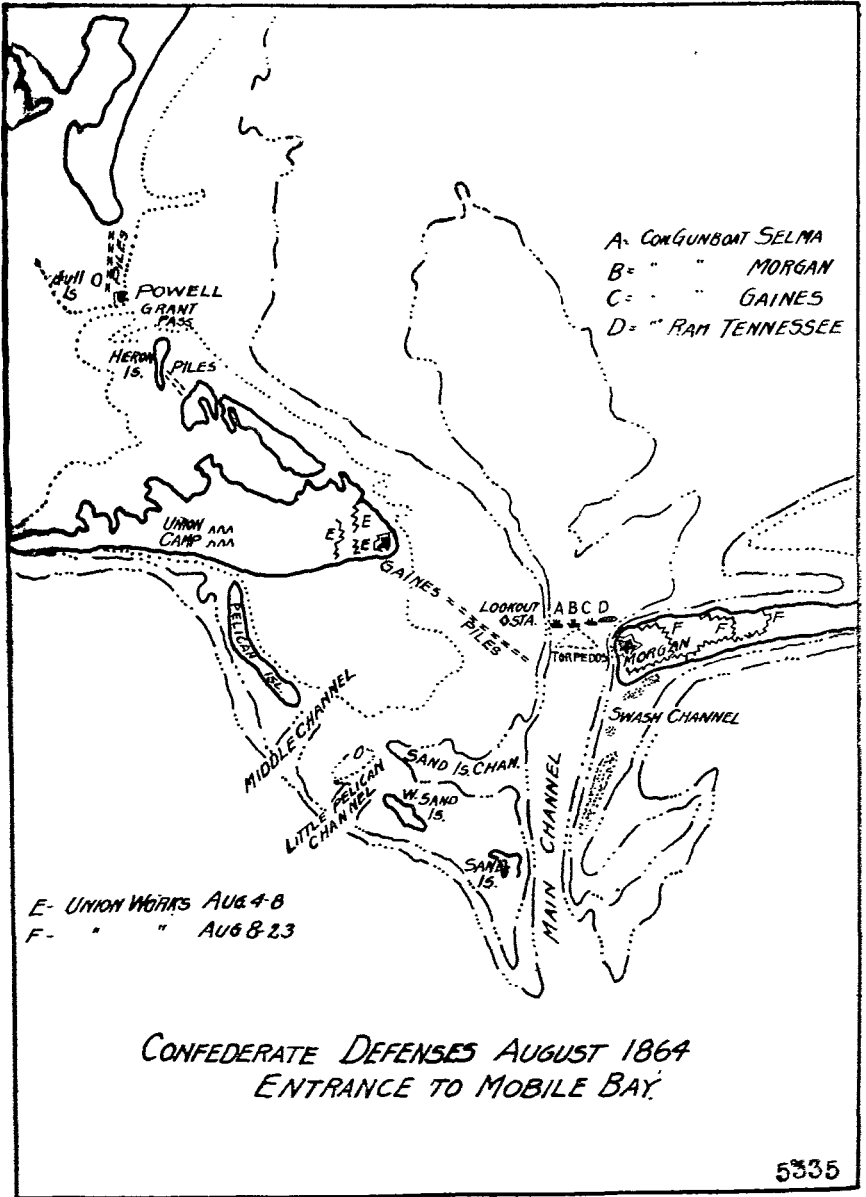 A= CON. GUNBOAT SELMA
B= " " MORGAN
C= " " GAINES
D= " RAM TENNESSEE
PILES
Hull
Is
POWELL
GRANT
PASS
HERON
IS.
PILES
UNION
CAMP
E
E
E
GAINES
PILES
LOOKOUT
STA.
A B C D
TORPEDOS
MORGAN
F
F
F
PELICAN ISL.
SWASH CHANNEL
MIDDLE CHANNEL
SAND IS. CHAN.
LITTLE PELICAN
CHANNEL
W. SAND
IS.
SAND
IS.
MAIN CHANNEL
E- UNION WORKS AUG. 4-8
F- " " AUG 8-23
CONFEDERATE DEFENSES AUGUST 1864
ENTRANCE TO MOBILE BAY.
5335